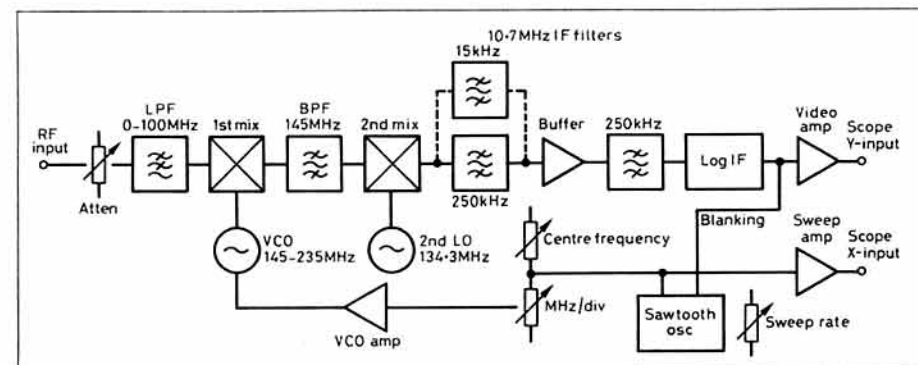 10·7MHz IF filters
15kHz
LPF
0–100MHz
1st mix
BPF
145MHz
2nd mix
Buffer
250kHz
Video
amp
Scope
Y-input
RF
input
Log IF
Atten
250kHz
Blanking
VCO
145–235MHz
2nd LO
134·3MHz
Centre frequency
Sweep
amp
Scope
X-input
MHz/div
VCO amp
Sawtooth
osc
Sweep rate